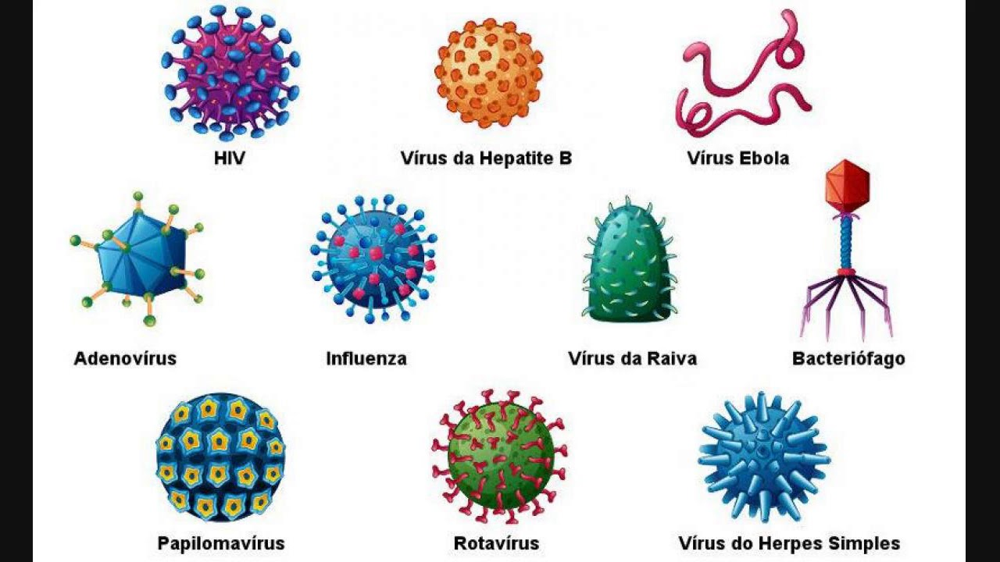 HIV
Vírus da Hepatite B
Vírus Ebola
Adenovírus
Influenza
Vírus da Raiva
Bacteriófago
Papilomavírus
Rotavírus
Vírus do Herpes Simples